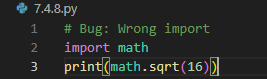 7.4.8.py
1 # Bug: Wrong import
2 import math
3 print(math.sqrt(16))